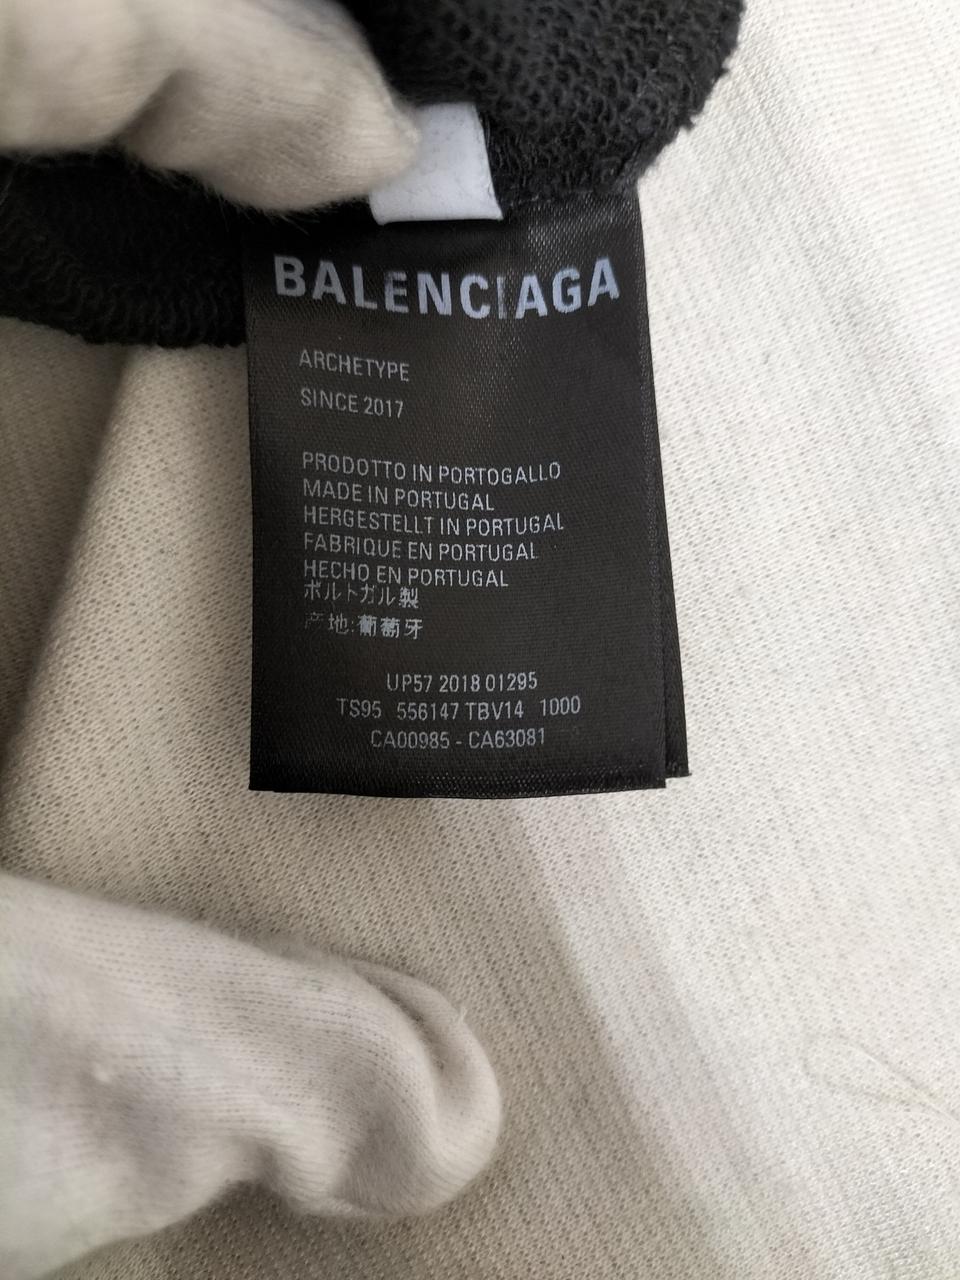 BALENCIAGA
ARCHETYPE
SINCE 2017
PRODOTTO IN PORTOGALLO
MADE IN PORTUGAL
HERGESTELLT IN PORTUGAL
FABRIQUE EN PORTUGAL
HECHO EN PORTUGAL
ポルトガル製
产地:葡萄牙
UP57 2018 01295
TS95 556147 TBV14 1000
CA00985 - CA63081